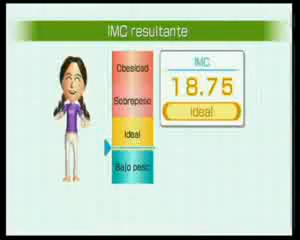 IMC resultante
Obesidad
Sobrepeso
Ideal
Bajo peso
IMC
18.75
Ideal